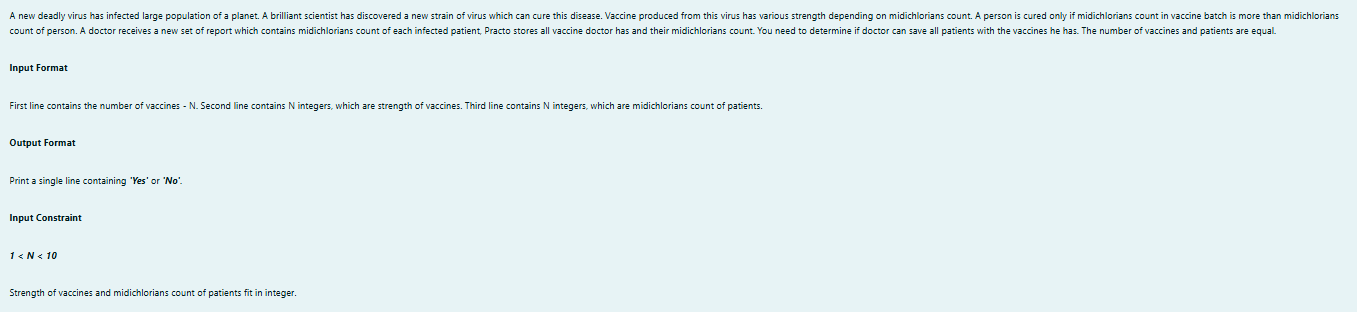 A new deadly virus has infected large population of a planet. A brilliant scientist has discovered a new strain of virus which can cure this disease. Vaccine produced from this virus has various strength depending on midichlorians count. A person is cured only if midichlorians count in vaccine batch is more than midichlorians
count of person. A doctor receives a new set of report which contains midichlorians count of each infected patient, Practo stores all vaccine doctor has and their midichlorians count. You need to determine if doctor can save all patients with the vaccines he has. The number of vaccines and patients are equal.
Input Format
First line contains the number of vaccines - N. Second line contains N integers, which are strength of vaccines. Third line contains N integers, which are midichlorians count of patients.
Output Format
Print a single line containing 'Yes' or 'No'.
Input Constraint
1 < N < 10
Strength of vaccines and midichlorians count of patients fit in integer.